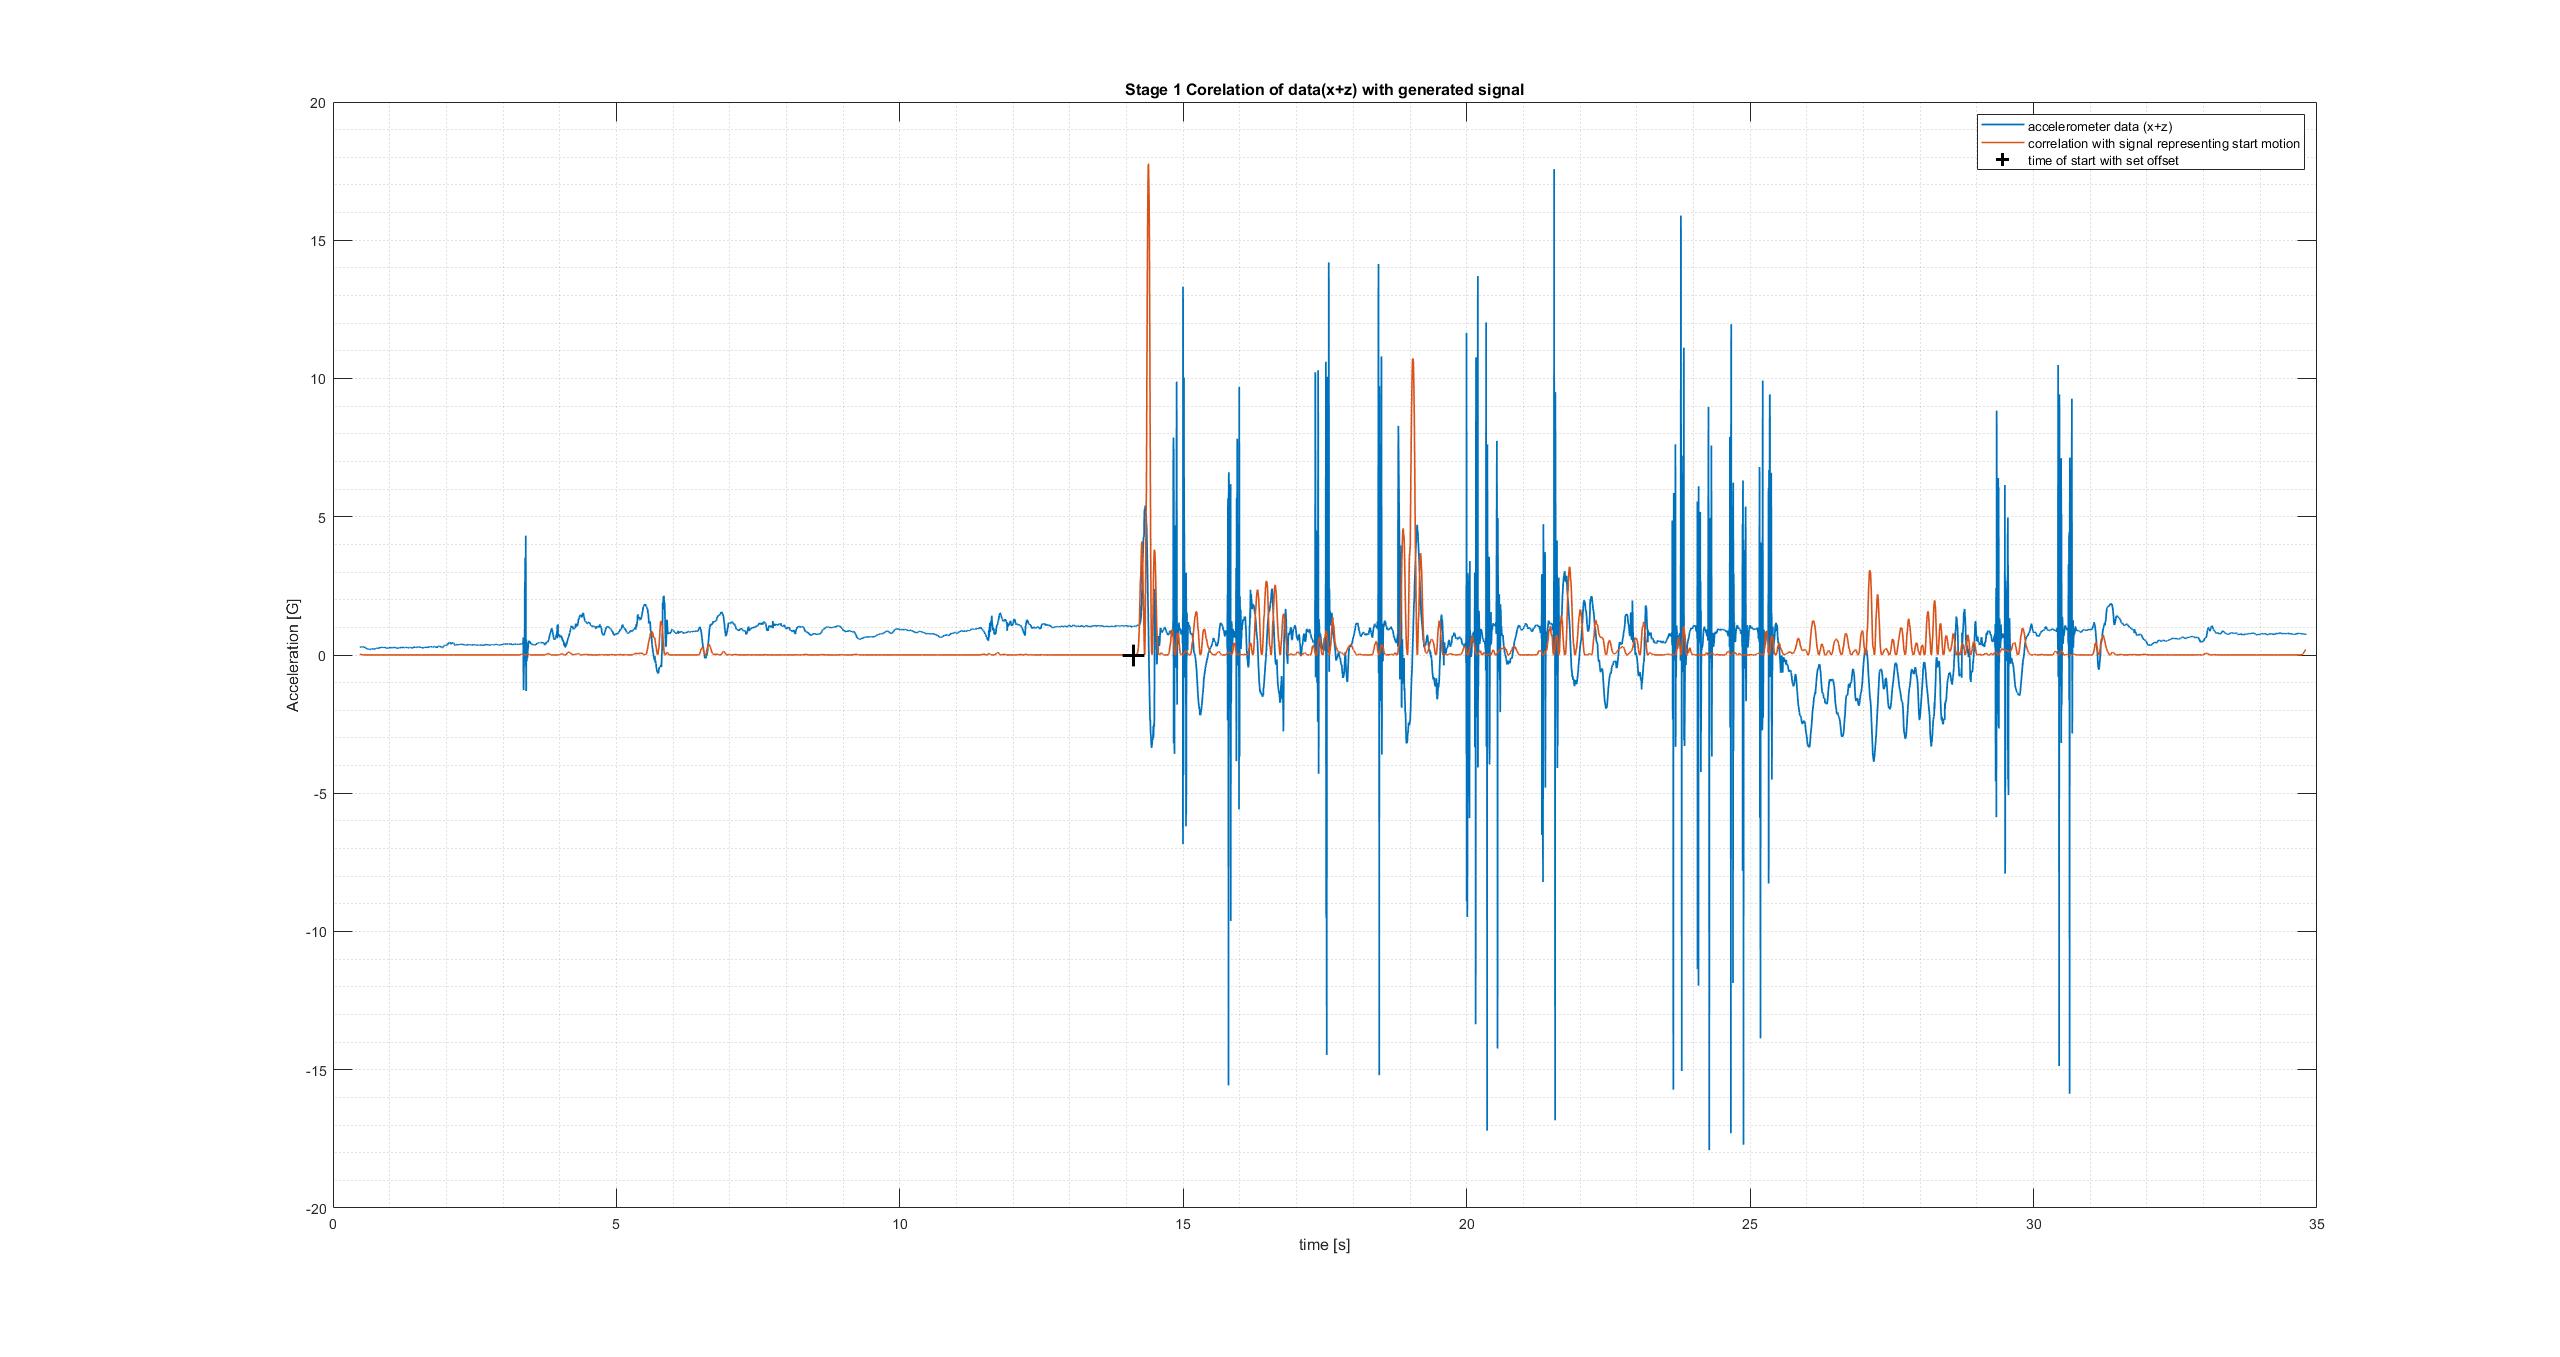 Stage 1 Corelation of data(x+z) with generated signal
accelerometer data (x+z)
correlation with signal representing start motion
time of start with set offset
20
15
10
5
0
-5
-10
-15
-20
Acceleration [G]
0 5 10 15 20 25 30 35
time [s]